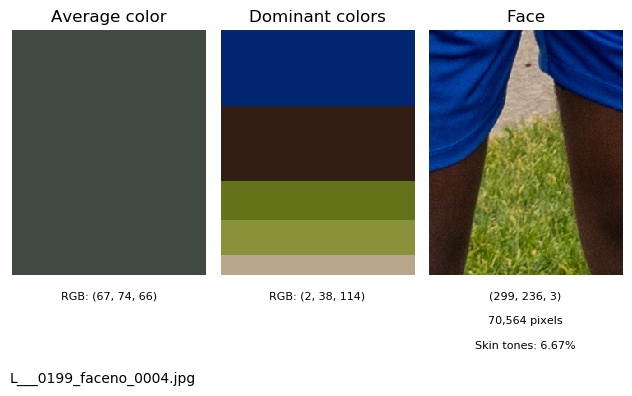 Average color
Dominant colors
Face
RGB: (67, 74, 66)
RGB: (2, 38, 114)
(299, 236, 3)
70,564 pixels
Skin tones: 6.67%
L___0199_faceno_0004.jpg